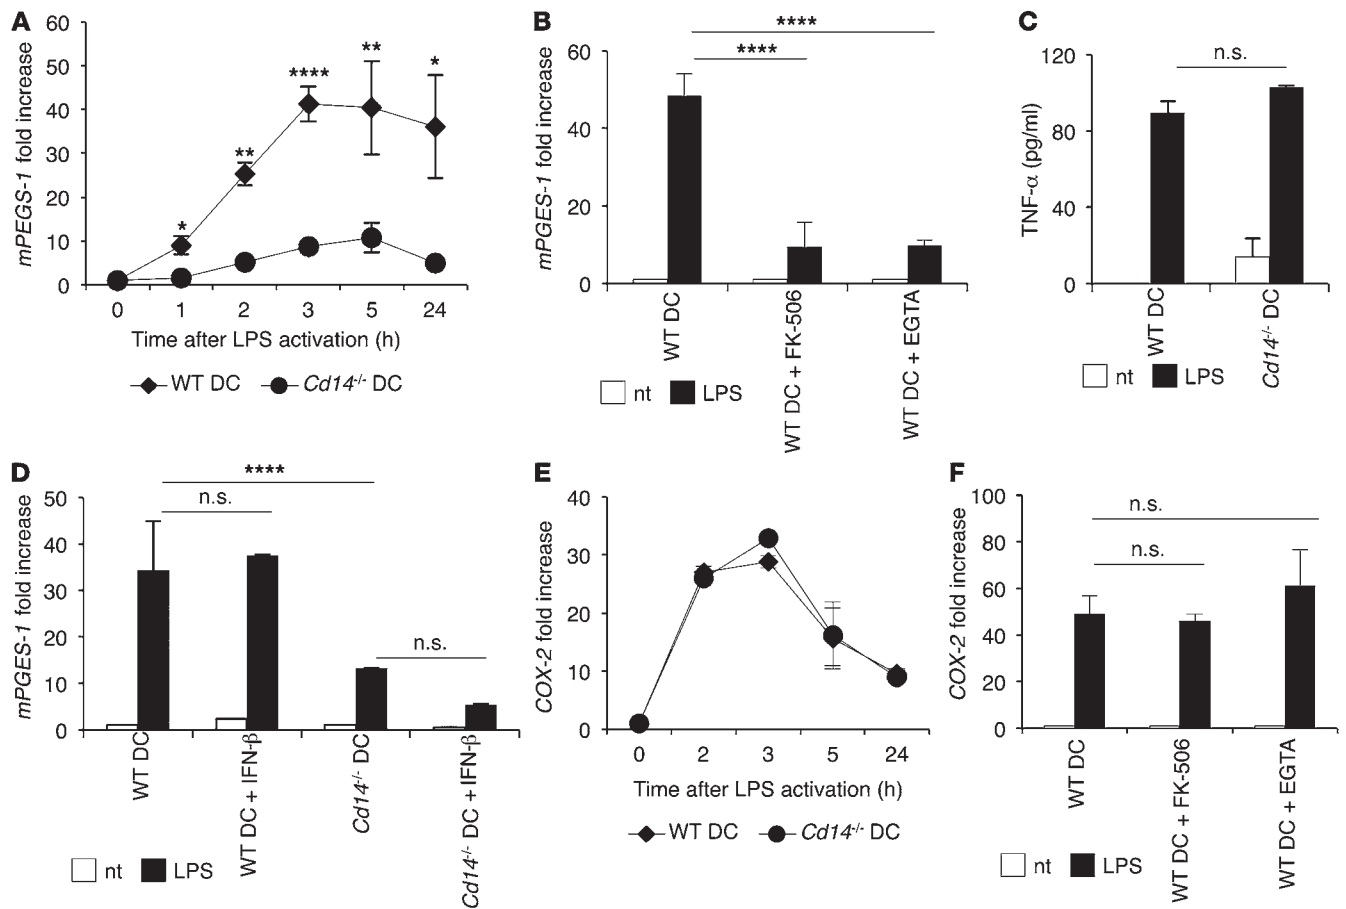 A
60
50
40
30
20
10
0
mPEGS-1 fold increase
*
**
****
**
*
0 1 2 3 5 24
Time after LPS activation (h)
WT DC Cd14-/- DC
B
****
****
60
40
20
0
mPGES-1 fold increase
WT DC
WT DC + FK-506
WT DC + EGTA
nt LPS
C
n.s.
120
80
40
0
TNF-α (pg/ml)
WT DC
Cd14-/- DC
nt LPS
D
****
n.s.
n.s.
50
40
30
20
10
0
mPGES-1 fold increase
WT DC
WT DC + IFN-β
Cd14-/- DC
Cd14-/- DC + IFN-β
nt LPS
E
40
30
20
10
0
COX-2 fold increase
0 2 3 5 24
Time after LPS activation (h)
WT DC Cd14-/- DC
F
n.s.
n.s.
100
80
60
40
20
0
COX-2 fold increase
WT DC
WT DC + FK-506
WT DC + EGTA
nt LPS